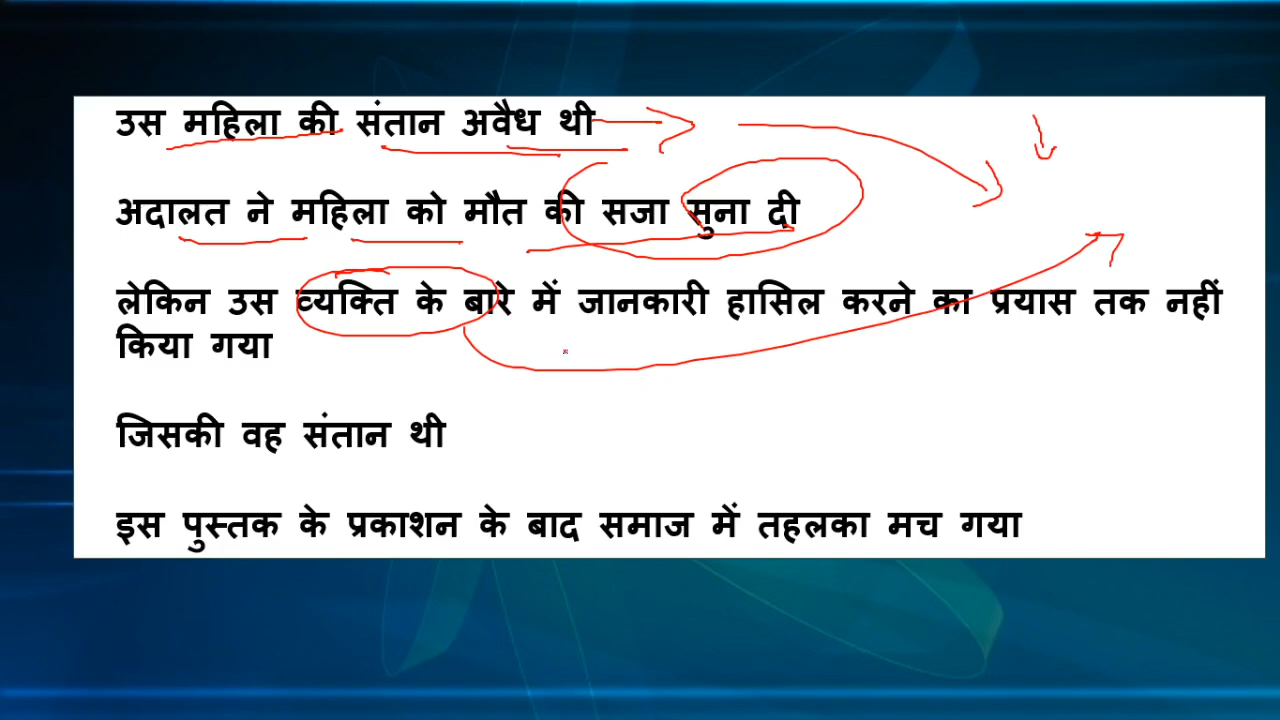 उस महिला की संतान अवैध थी
अदालत ने महिला को मौत की सजा सुना दी
लेकिन उस व्यक्ति के बारे में जानकारी हासिल करने का प्रयास तक नहीं
किया गया
जिसकी वह संतान थी
इस पुस्तक के प्रकाशन के बाद समाज में तहलका मच गया